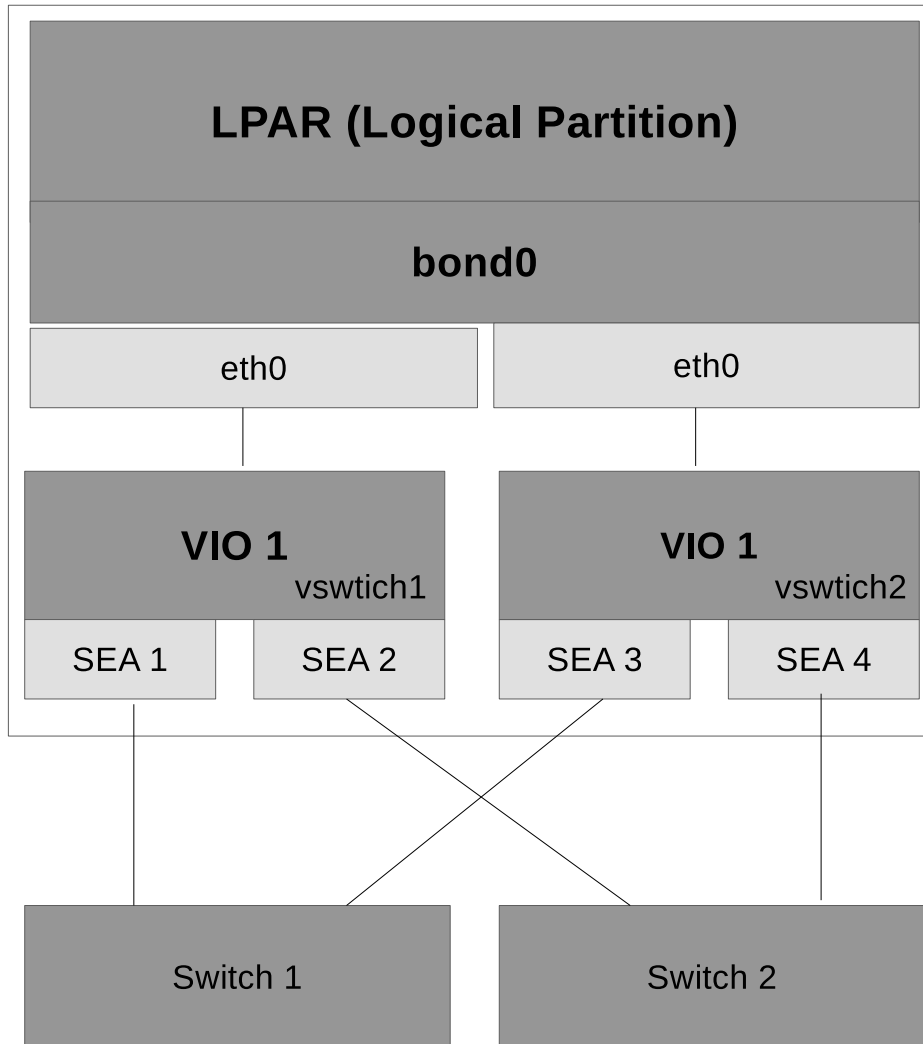 LPAR (Logical Partition)
bond0
eth0
eth0
VIO 1
vswtich1
VIO 1
vswtich2
SEA 1
SEA 2
SEA 3
SEA 4
Switch 1
Switch 2